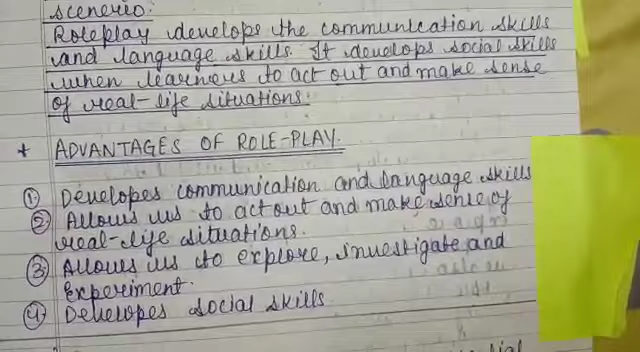 scenerio.
Roleplay develops the communication skills
and language skills. It develops social skills
when learners to act out and make sense
of real-life situations.
* ADVANTAGES OF ROLE-PLAY.
① Developes communication and language skills
② Allows us to act out and make sense of
real-life situations.
③ Allows us to explore, investigate and
Experiment.
④ Developes social skills